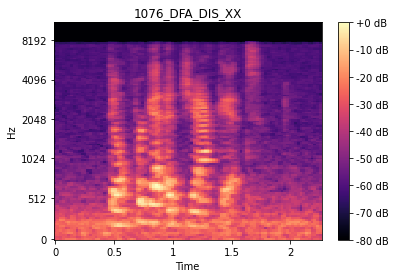 1076_DFA_DIS_XX
+0 dB
8192
-10 dB
4096
-20 dB
-30 dB
2048
-40 dB
Hz
1024
-50 dB
512
-60 dB
-70 dB
0
-80 dB
0
0.5
1
1.5
2
Time